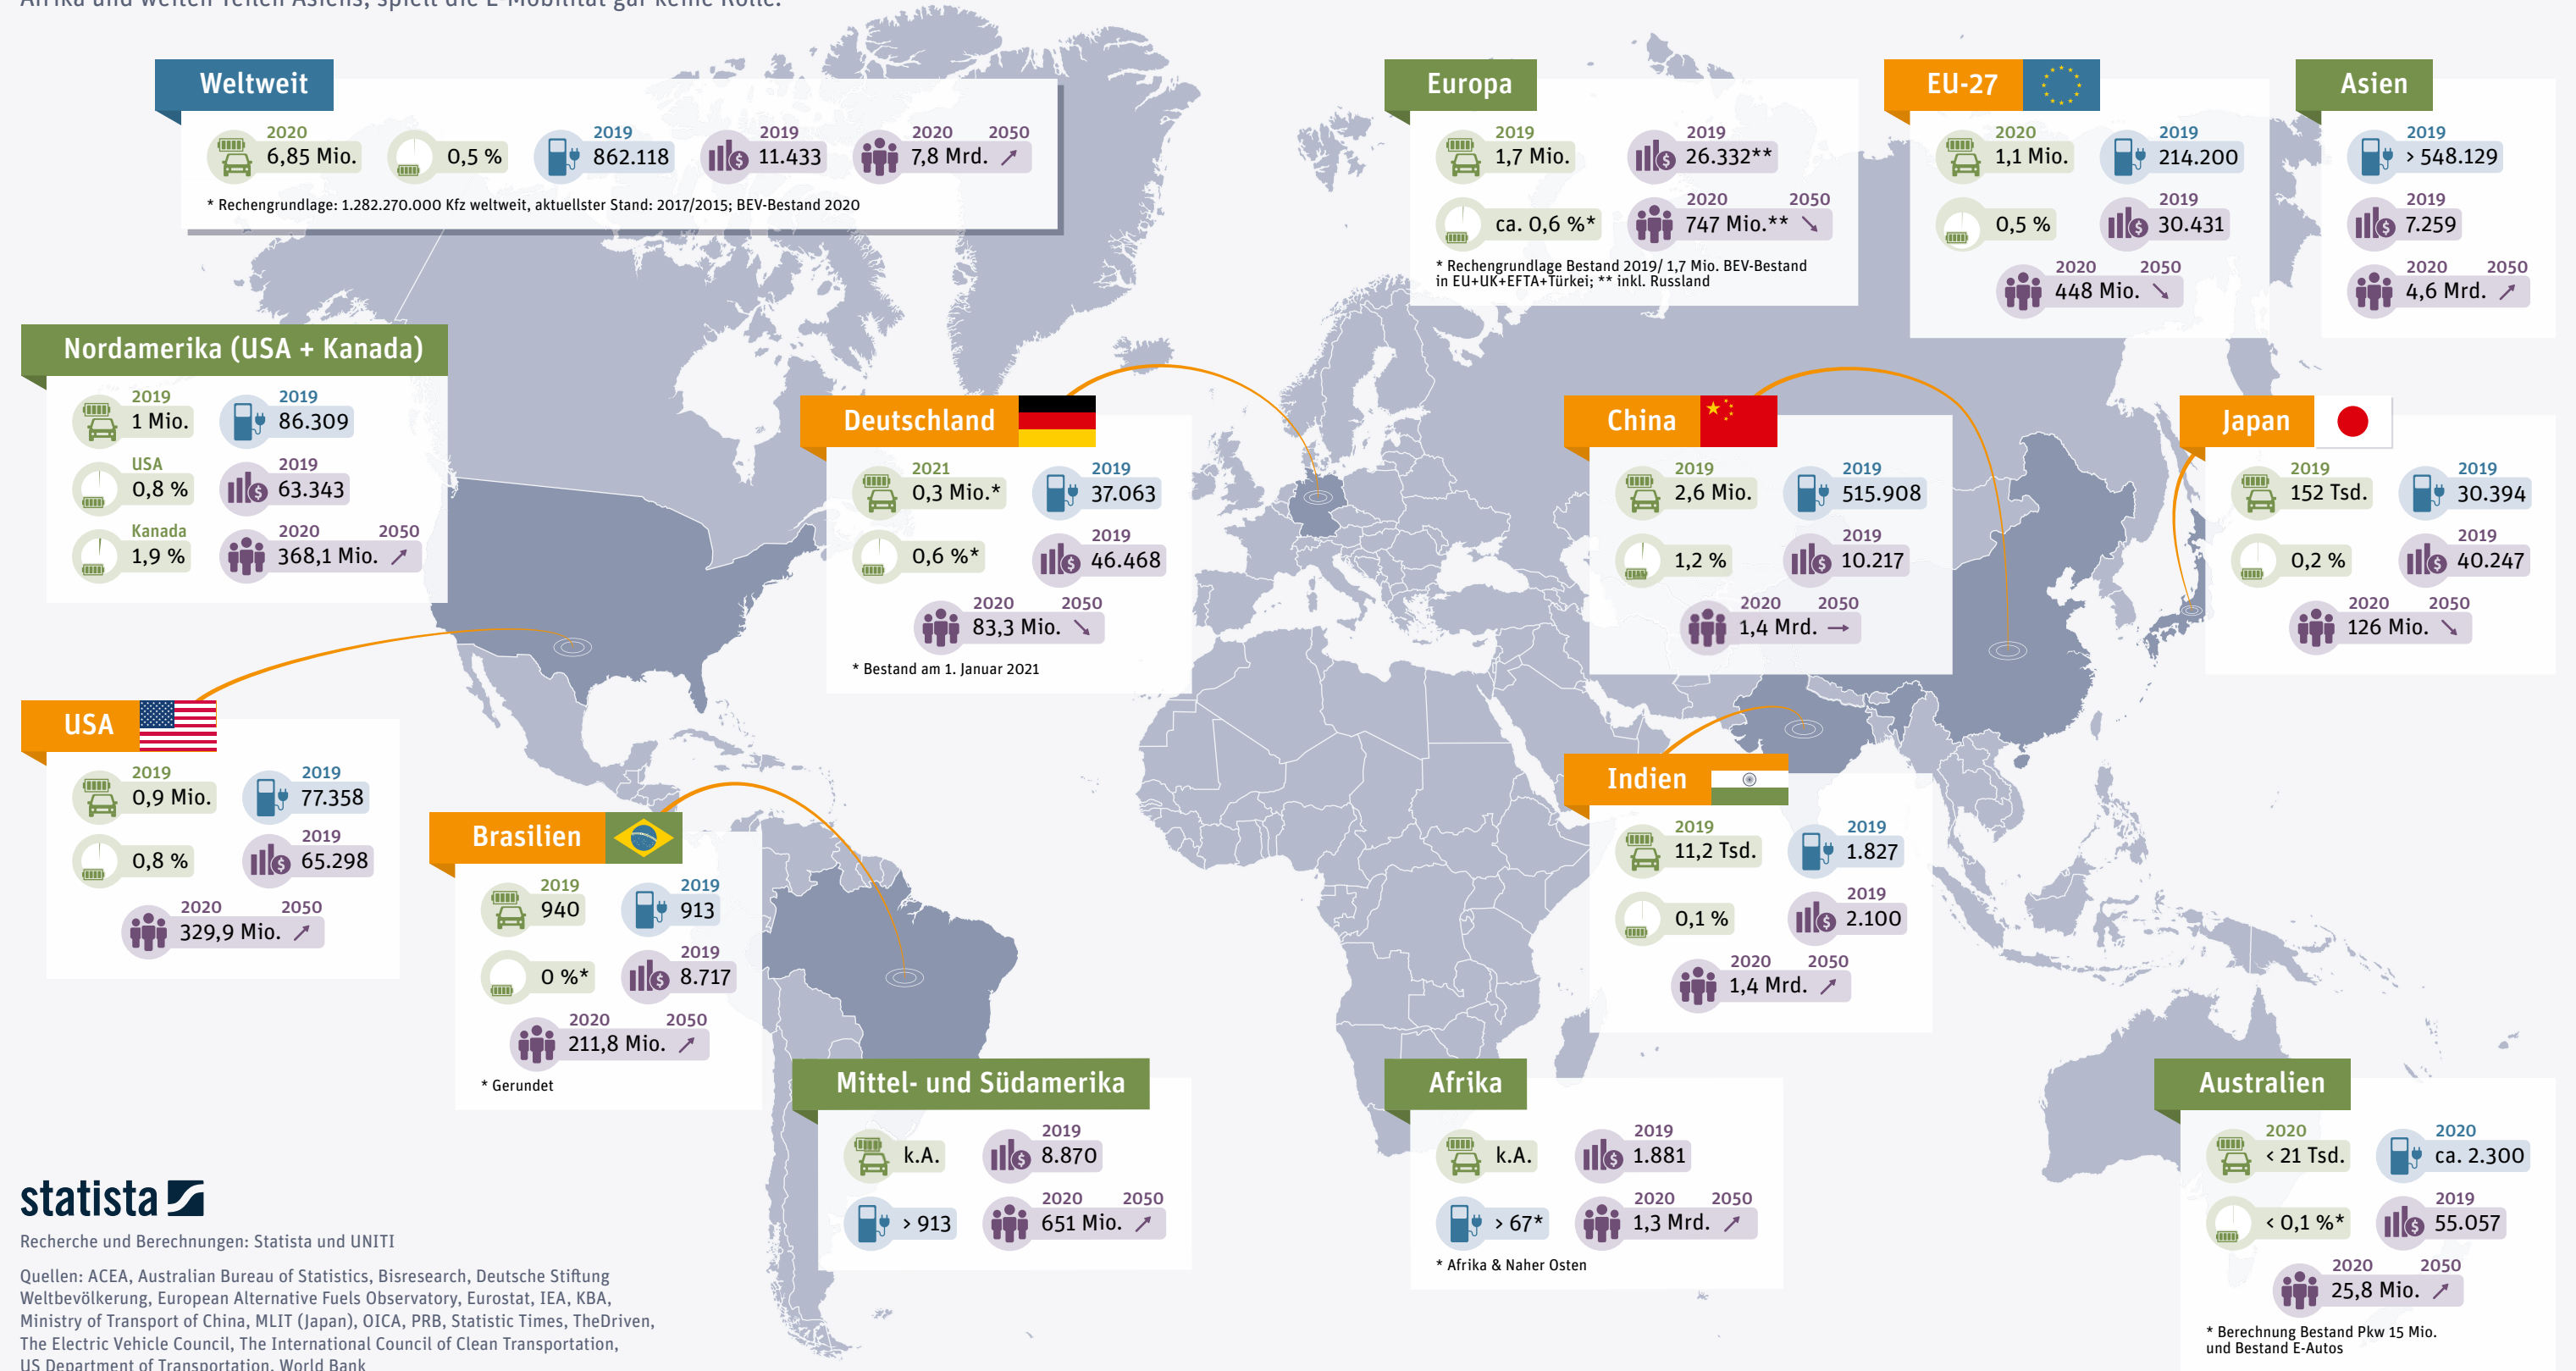 Afrika und weiten Teilen Asiens, spielt die E-Mobilität gar keine Rolle.
Weltweit
2020
6,85 Mio.
0,5 %
2019
862.118
2019
11.433
2020 2050
7,8 Mrd. ↗
* Rechengrundlage: 1.282.270.000 Kfz weltweit, aktuellster Stand: 2017/2015; BEV-Bestand 2020
Europa
2019
1,7 Mio.
2019
26.332**
ca. 0,6 %*
2020 2050
747 Mio.** ↘
* Rechengrundlage Bestand 2019/ 1,7 Mio. BEV-Bestand
in EU+UK+EFTA+Türkei; ** inkl. Russland
EU-27
2020
1,1 Mio.
2019
214.200
0,5 %
2019
30.431
2020 2050
448 Mio. ↘
Asien
2019
> 548.129
2019
7.259
2020 2050
4,6 Mrd. ↗
Nordamerika (USA + Kanada)
2019
1 Mio.
2019
86.309
USA
0,8 %
2019
63.343
Kanada
1,9 %
2020 2050
368,1 Mio. ↗
Deutschland
2021
0,3 Mio.*
2019
37.063
0,6 %*
2019
46.468
2020 2050
83,3 Mio. ↘
* Bestand am 1. Januar 2021
China
2019
2,6 Mio.
2019
515.908
1,2 %
2019
10.217
2020 2050
1,4 Mrd. →
Japan
2019
152 Tsd.
2019
30.394
0,2 %
2019
40.247
2020 2050
126 Mio. ↘
USA
2019
0,9 Mio.
2019
77.358
0,8 %
2019
65.298
2020 2050
329,9 Mio. ↗
Brasilien
2019
940
2019
913
0 %*
2019
8.717
2020 2050
211,8 Mio. ↗
* Gerundet
Indien
2019
11,2 Tsd.
2019
1.827
0,1 %
2019
2.100
2020 2050
1,4 Mrd. ↗
Mittel- und Südamerika
k.A.
2019
8.870
> 913
2020 2050
651 Mio. ↗
Afrika
k.A.
2019
1.881
> 67*
2020 2050
1,3 Mrd. ↗
* Afrika & Naher Osten
Australien
2020
< 21 Tsd.
2020
ca. 2.300
< 0,1 %*
2019
55.057
2020 2050
25,8 Mio. ↗
* Berechnung Bestand Pkw 15 Mio.
und Bestand E-Autos
statista
Recherche und Berechnungen: Statista und UNITI
Quellen: ACEA, Australian Bureau of Statistics, Bisresearch, Deutsche Stiftung
Weltbevölkerung, European Alternative Fuels Observatory, Eurostat, IEA, KBA,
Ministry of Transport of China, MLIT (Japan), OICA, PRB, Statistic Times, TheDriven,
The Electric Vehicle Council, The International Council of Clean Transportation,
US Department of Transportation, World Bank